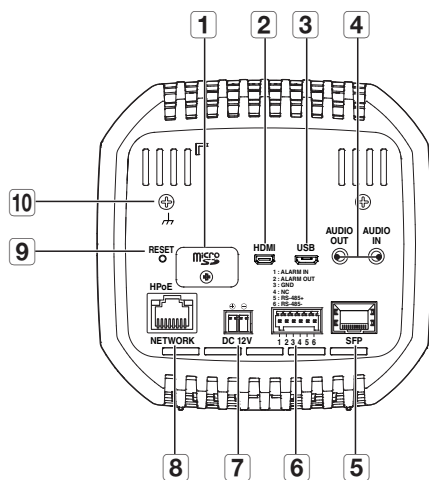 1
2
3
4
10
9
RESET
micro
SD
HDMI
USB
AUDIO OUT
AUDIO IN
1 : ALARM IN
2 : ALARM OUT
3 : GND
4 : NC
5 : RS-485+
6 : RS-485-
HPoE
NETWORK
DC 12V
1 2 3 4 5 6
SFP
8
7
6
5